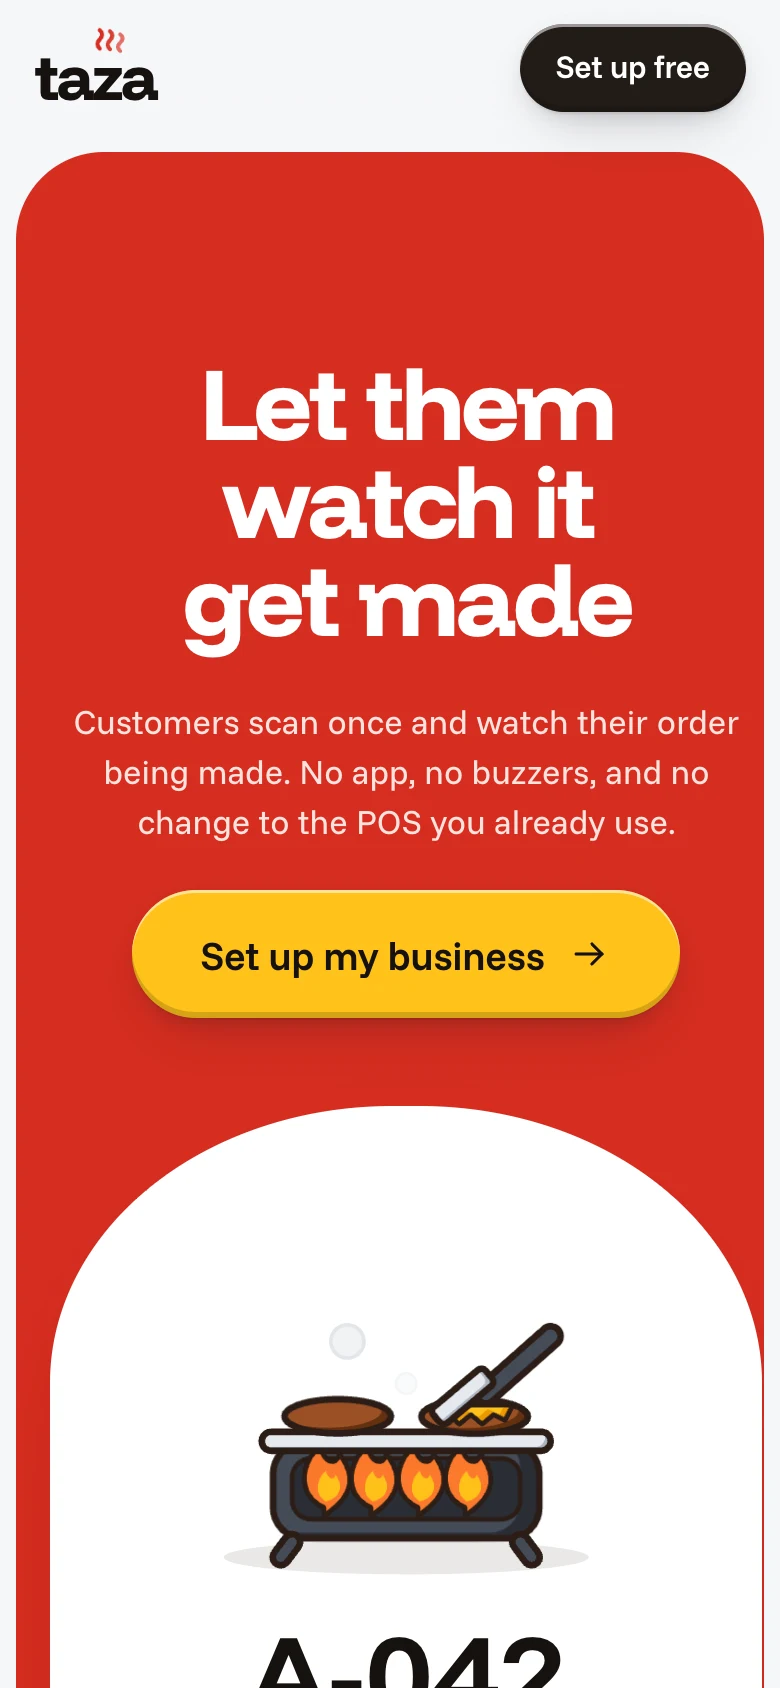 taza
Set up free
Let them
watch it
get made
Customers scan once and watch their order
being made. No app, no buzzers, and no
change to the POS you already use.
Set up my business →
A-042